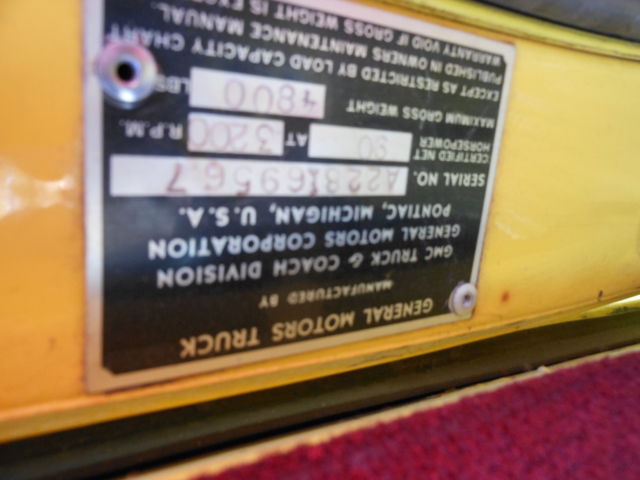 GENERAL MOTORS TRUCK
MANUFACTURED BY
GMC TRUCK & COACH DIVISION
GENERAL MOTORS CORPORATION
PONTIAC, MICHIGAN, U.S.A.
SERIAL NO.
CERTIFIED NET HORSEPOWER 90 AT 3200 R.P.M.
MAXIMUM GROSS WEIGHT 4800 LBS
EXCEPT AS RESTRICTED BY LOAD CAPACITY CHART
PUBLISHED IN OWNERS MAINTENANCE MANUAL.
WARRANTY VOID IF GROSS WEIGHT IS